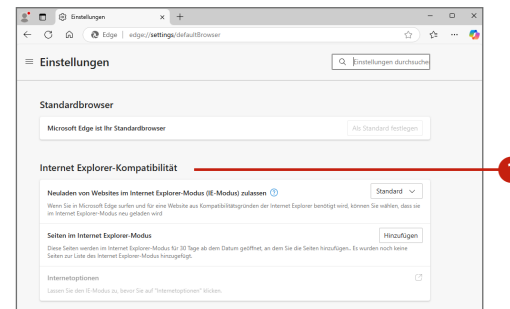 Einstellungen
Edge edge://settings/defaultBrowser
Einstellungen
Einstellungen durchsuche
Standardbrowser
Microsoft Edge ist Ihr Standardbrowser
Als Standard festlegen
Internet Explorer-Kompatibilität
1
Neuladen von Websites im Internet Explorer-Modus (IE-Modus) zulassen
Standard
Wenn Sie in Microsoft Edge surfen und für eine Website aus Kompatibilitätsgründen der Internet Explorer benötigt wird, können Sie wählen, dass sie
im Internet Explorer-Modus neu geladen wird
Seiten im Internet Explorer-Modus
Hinzufügen
Diese Seiten werden im Internet Explorer-Modus für 30 Tage ab dem Datum geöffnet, an dem Sie die Seiten hinzufügen.. Es wurden noch keine
Seiten zur Liste des Internet Explorer-Modus hinzugefügt.
Internetoptionen
Lassen Sie den IE-Modus zu, bevor Sie auf "Internetoptionen" klicken.